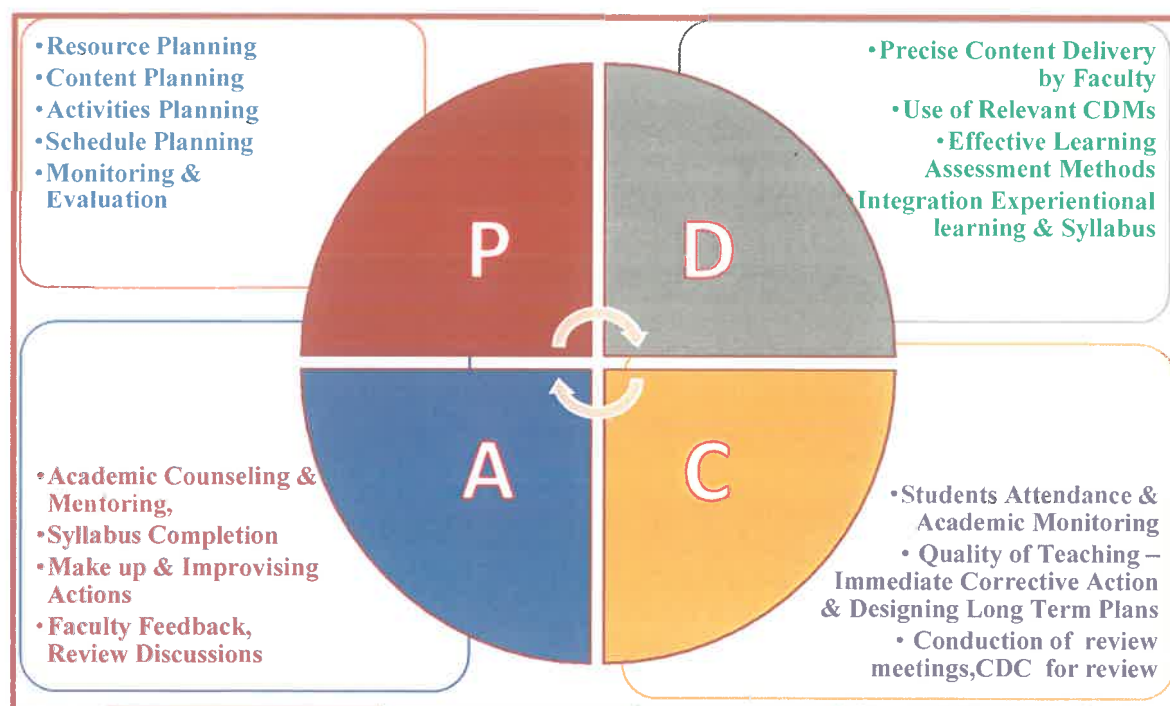 •Resource Planning
•Content Planning
•Activities Planning
•Schedule Planning
•Monitoring &
Evaluation
P
•Precise Content Delivery
by Faculty
•Use of Relevant CDMs
•Effective Learning
Assessment Methods
Integration Experientional
learning & Syllabus
D
•Academic Counseling &
Mentoring,
•Syllabus Completion
•Make up & Improvising
Actions
•Faculty Feedback,
Review Discussions
A
C
•Students Attendance &
Academic Monitoring
• Quality of Teaching –
Immediate Corrective Action
& Designing Long Term Plans
• Conduction of review
meetings,CDC for review